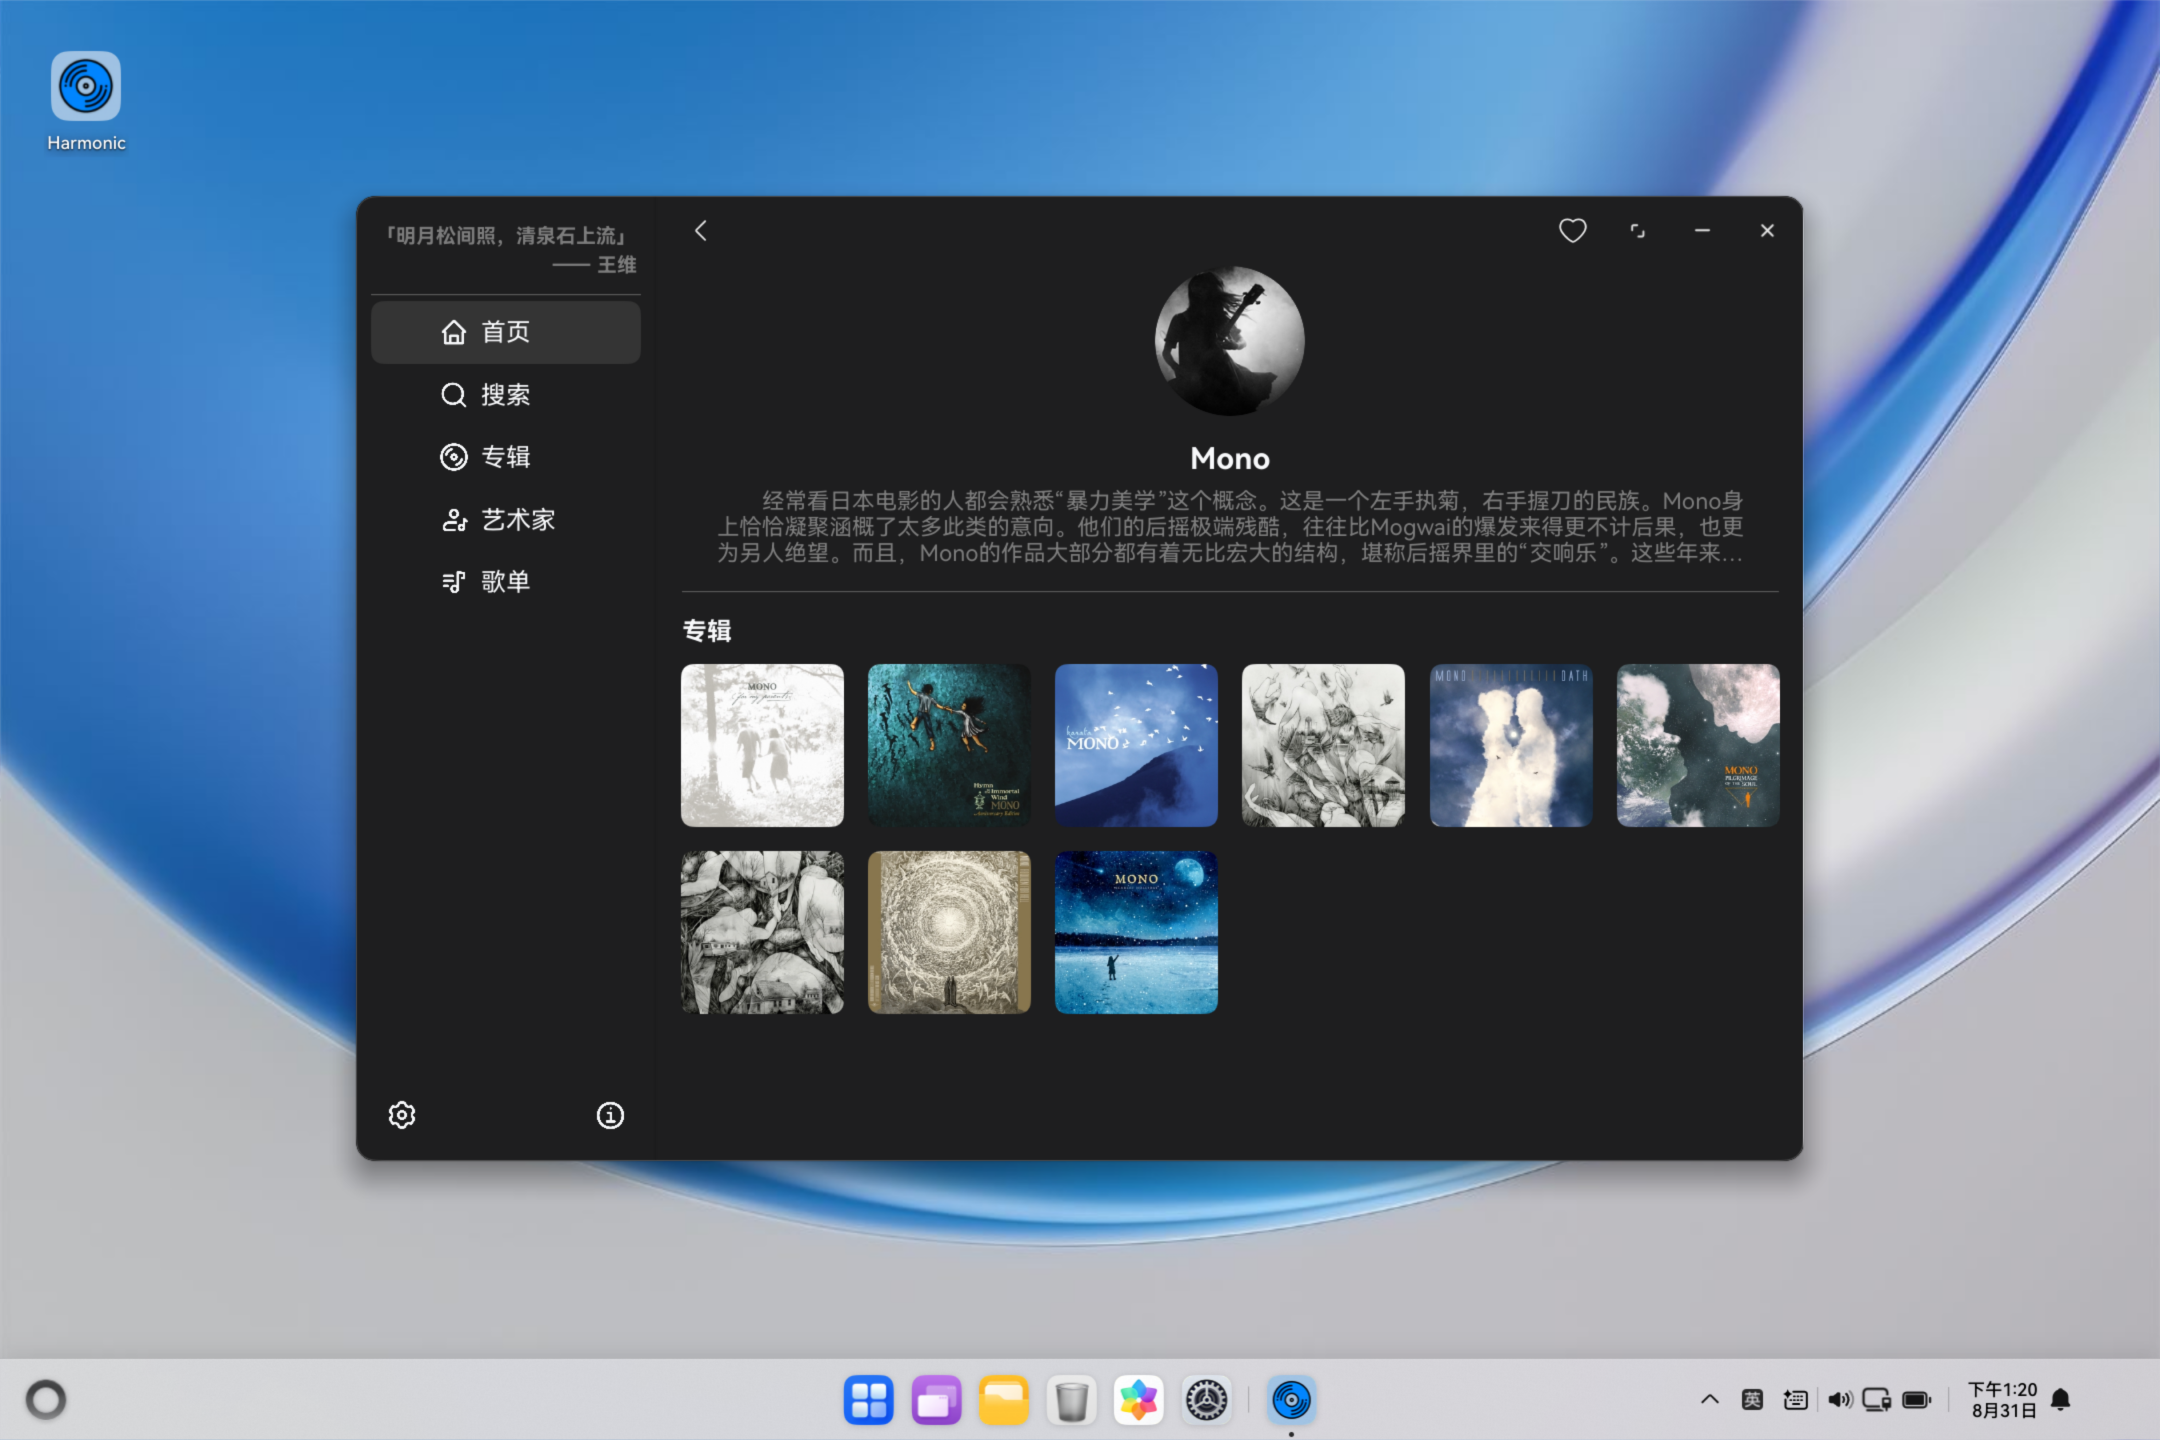 Harmonic
「明月松间照，清泉石上流」
—— 王维
首页
搜索
专辑
艺术家
歌单
Mono
经常看日本电影的人都会熟悉“暴力美学”这个概念。这是一个左手执菊，右手握刀的民族。Mono身
上恰恰凝聚涵概了太多此类的意向。他们的后摇极端残酷，往往比Mogwai的爆发来得更不计后果，也更
为另人绝望。而且，Mono的作品大部分都有着无比宏大的结构，堪称后摇界里的“交响乐”。这些年来...
专辑
MONO
Hymn
to the Immortal
Wind
MONO
Anniversary Edition
MONO
MONO
OATH
MONO
PILGRIMAGE
OF THE SOUL
MONO
英
下午1:20
8月31日